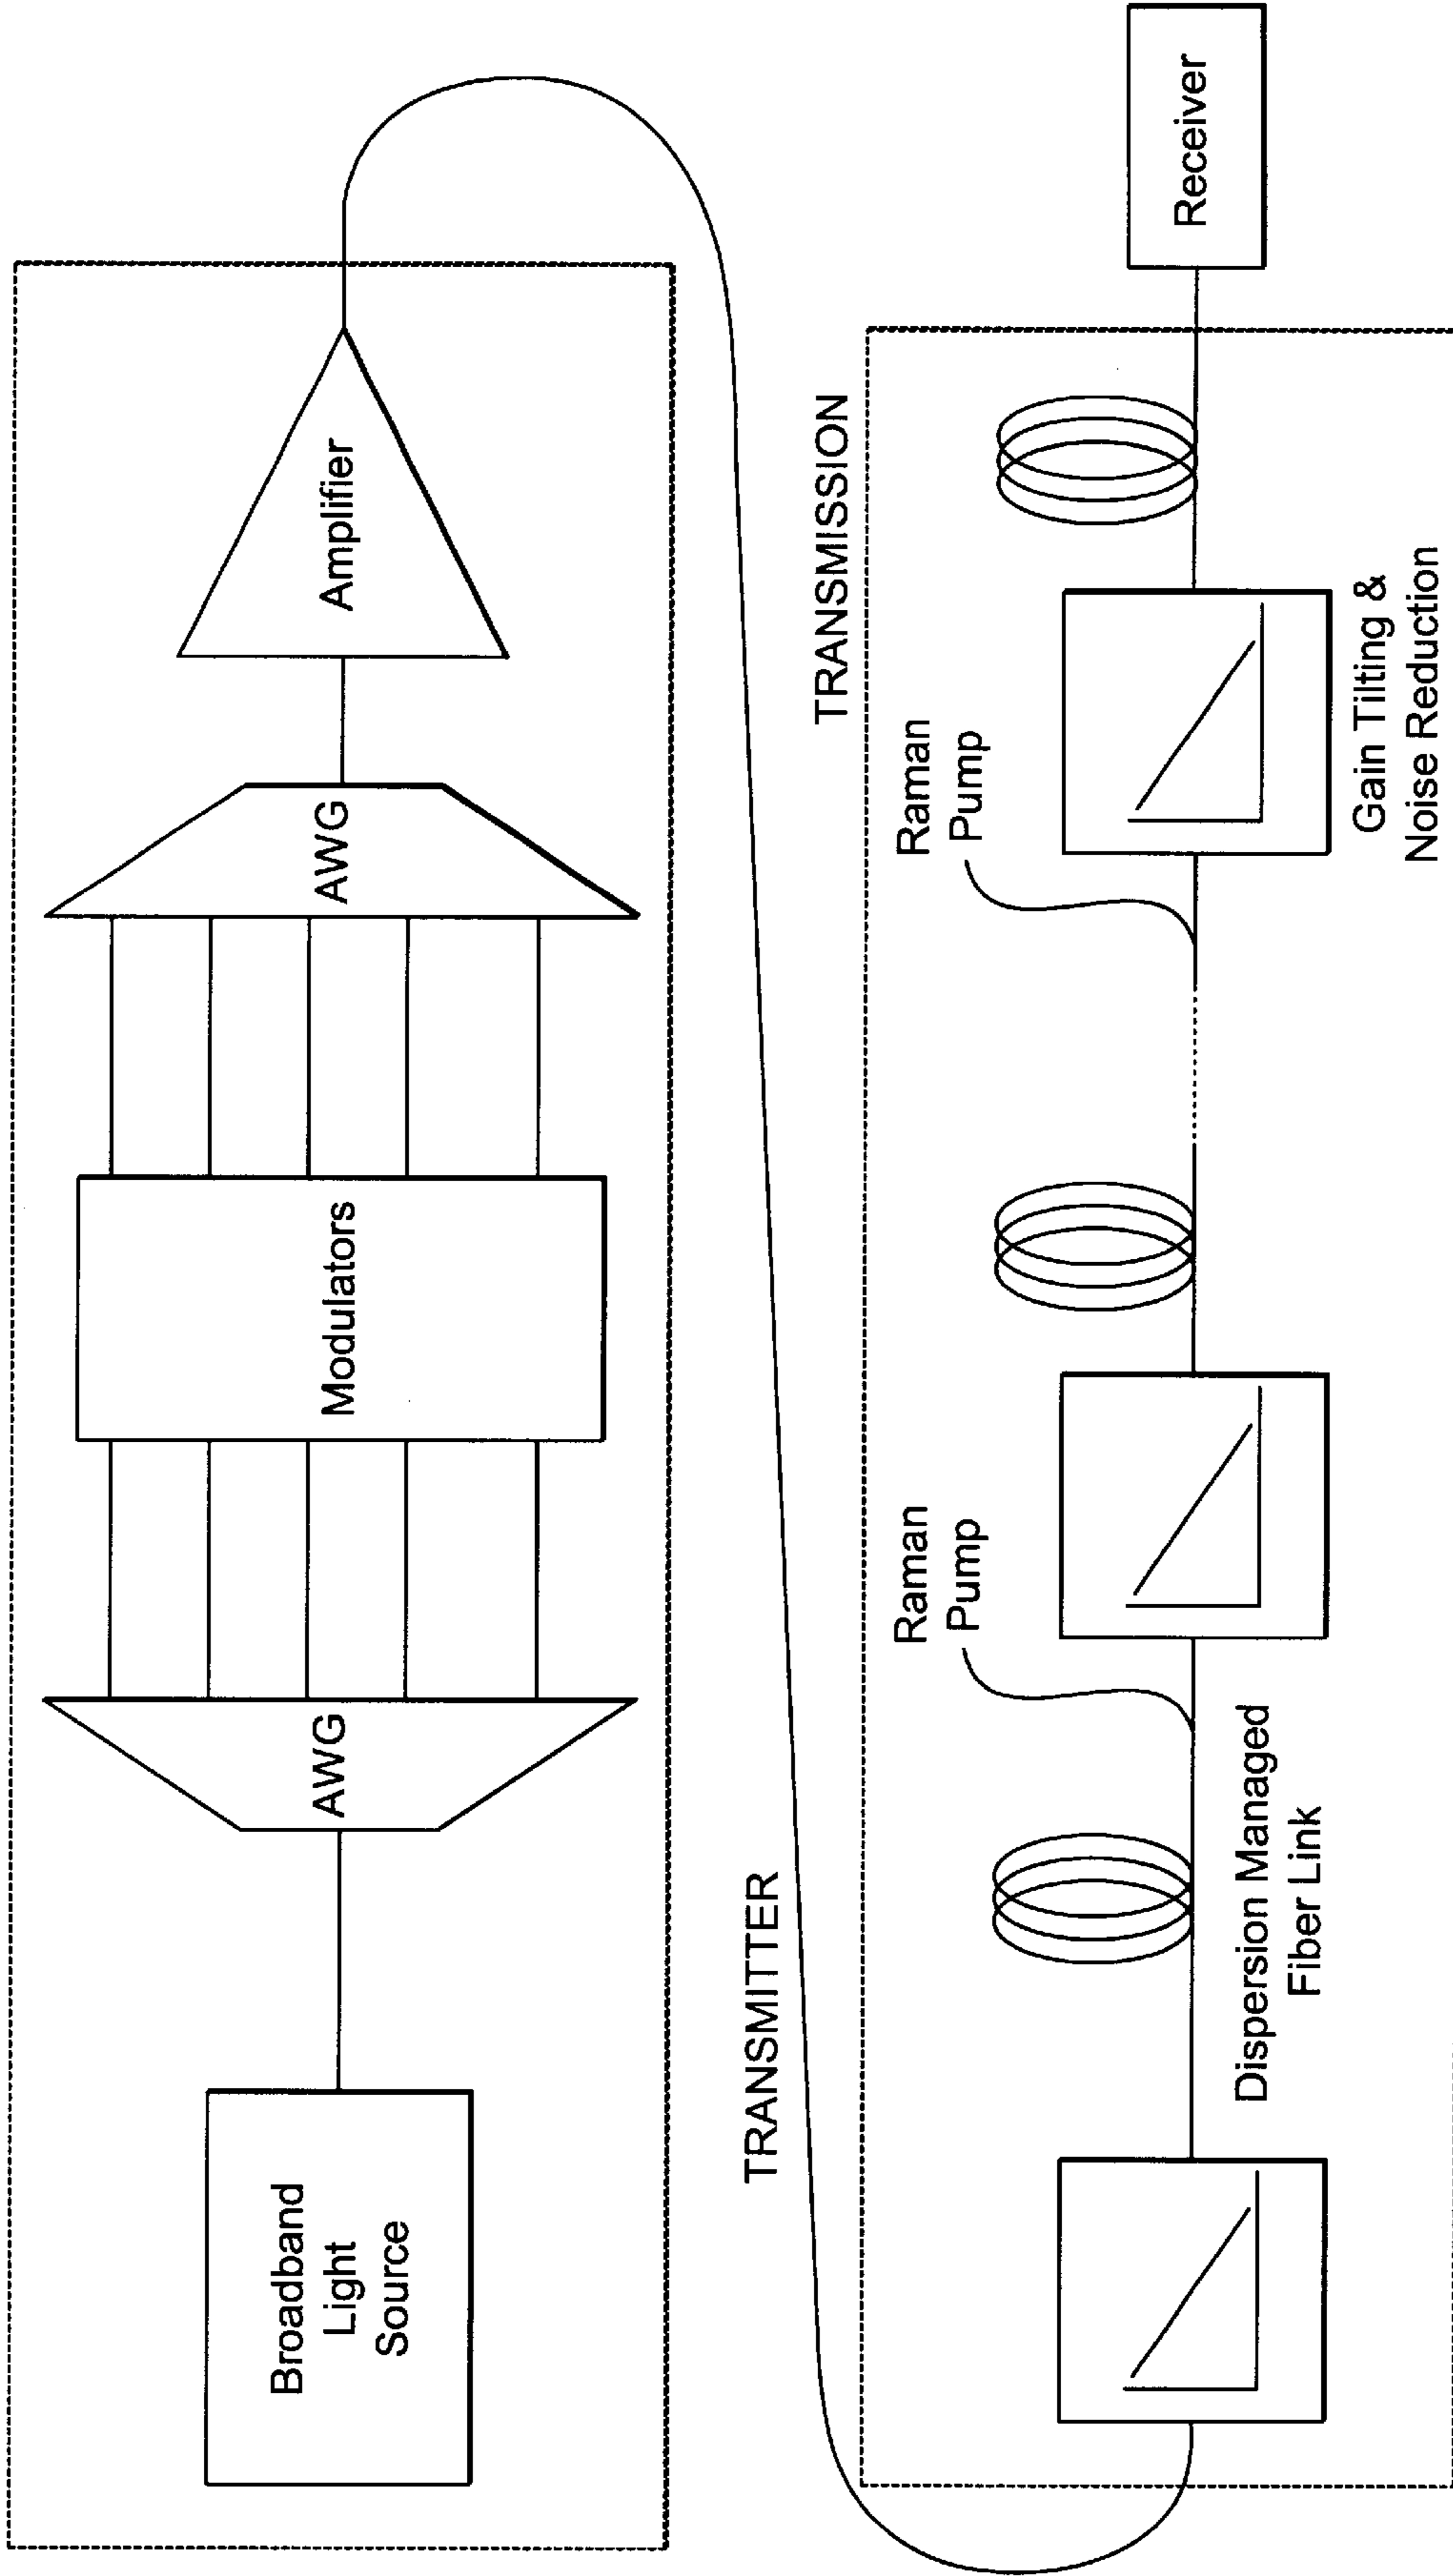 Broadband
Light
Source
AWG
Modulators
AWG
Amplifier
TRANSMITTER
TRANSMISSION
Raman
Pump
Raman
Pump
Dispersion Managed
Fiber Link
Gain Tilting &
Noise Reduction
Receiver